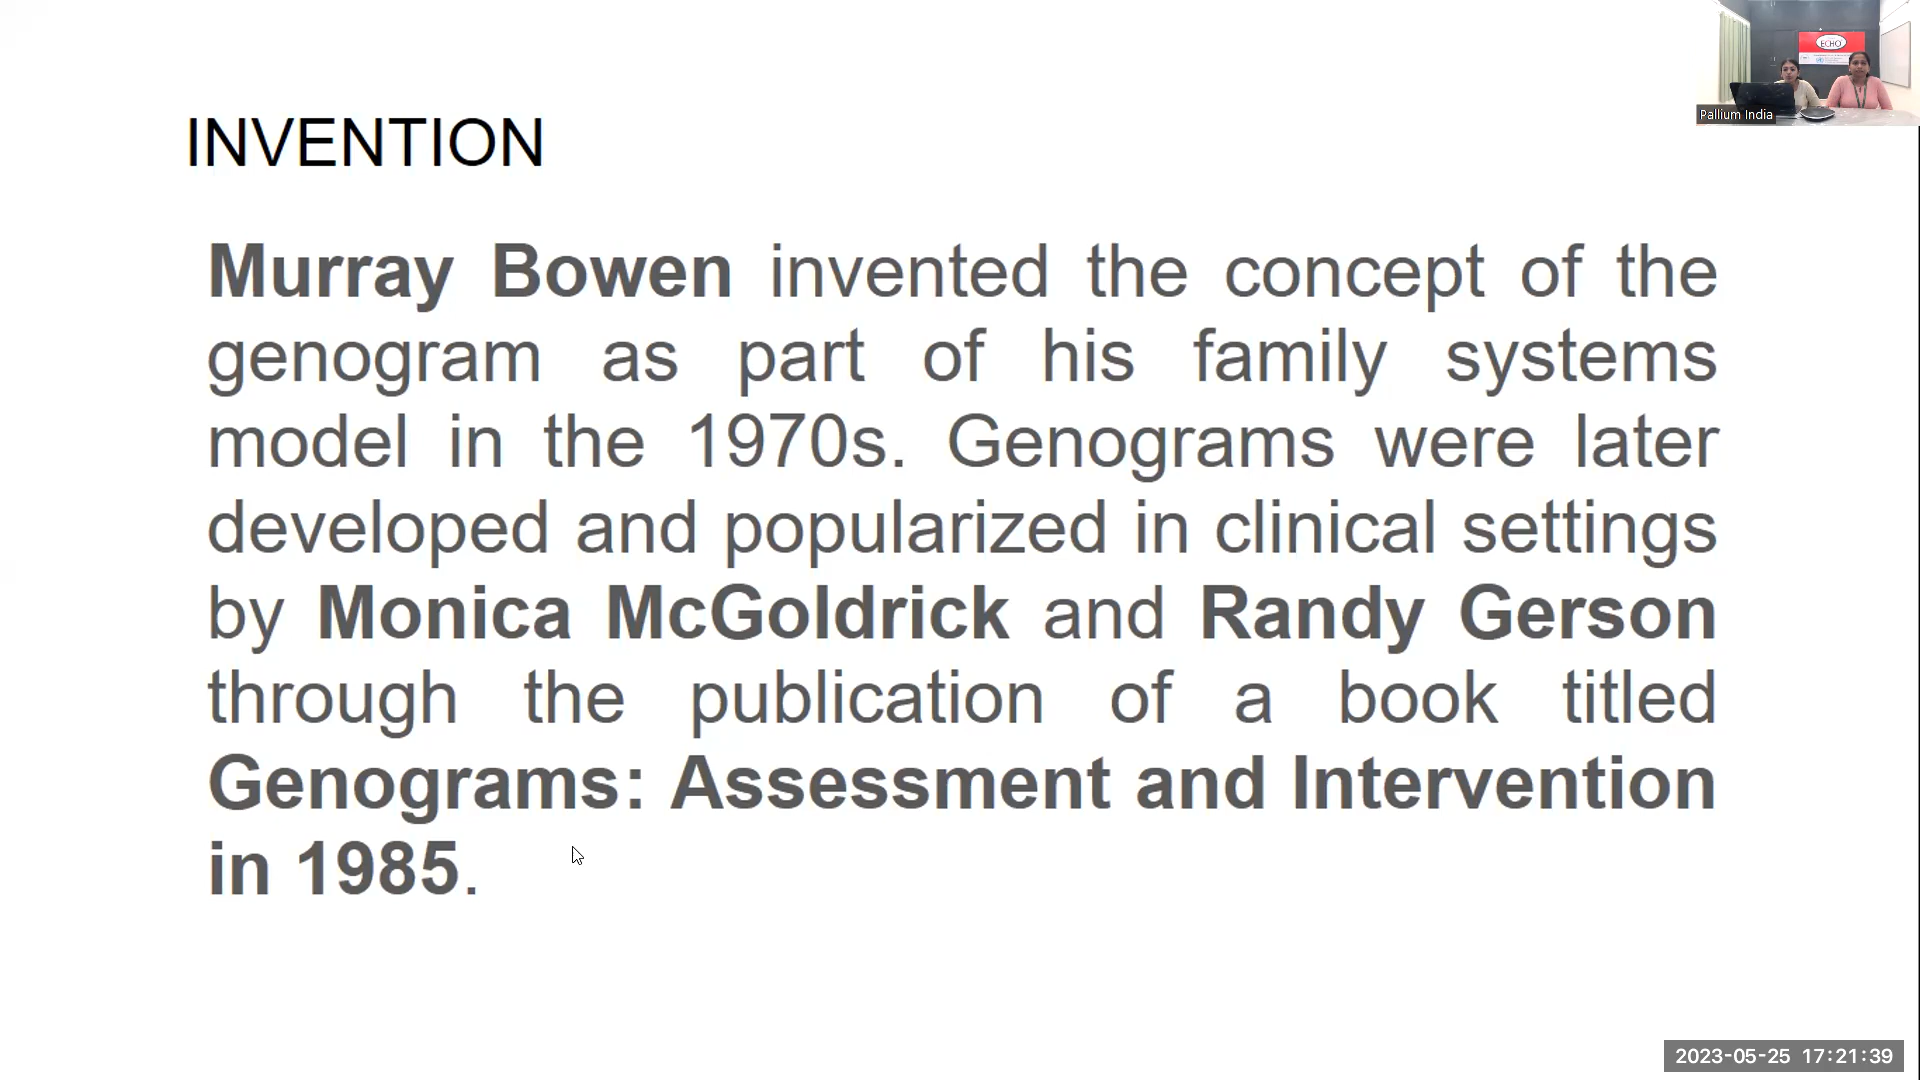 INVENTION
Murray Bowen invented the concept of the
genogram as part of his family systems
model in the 1970s. Genograms were later
developed and popularized in clinical settings
by Monica McGoldrick and Randy Gerson
through the publication of a book titled
Genograms: Assessment and Intervention
in 1985.
ECHO
Pallium India
2023-05-25 17:21:39